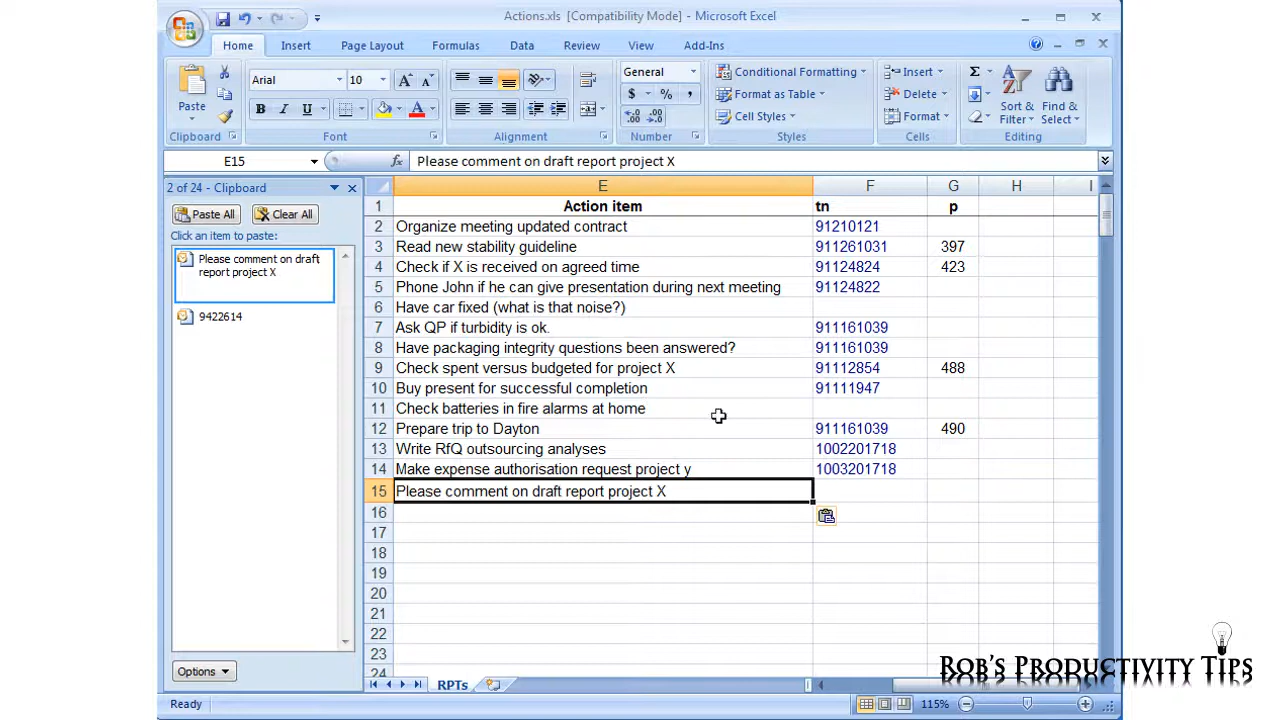 Actions.xls [Compatibility Mode] - Microsoft Excel
Home Insert Page Layout Formulas Data Review View Add-Ins
Paste
Clipboard
Arial 10
B I U
Font
Alignment
General
$ % ,
Number
Conditional Formatting
Format as Table
Cell Styles
Styles
Insert
Delete
Format
Cells
Σ
Sort & Filter
Find & Select
Editing
E15 fx Please comment on draft report project X
2 of 24 - Clipboard
Paste All Clear All
Click an item to paste:
Please comment on draft
report project X
9422614
Options
E F G H I
1 Action item tn p
2 Organize meeting updated contract 91210121
3 Read new stability guideline 911261031 397
4 Check if X is received on agreed time 91124824 423
5 Phone John if he can give presentation during next meeting 91124822
6 Have car fixed (what is that noise?)
7 Ask QP if turbidity is ok. 911161039
8 Have packaging integrity questions been answered? 911161039
9 Check spent versus budgeted for project X 91112854 488
10 Buy present for successful completion 91111947
11 Check batteries in fire alarms at home
12 Prepare trip to Dayton 911161039 490
13 Write RfQ outsourcing analyses 1002201718
14 Make expense authorisation request project y 1003201718
15 Please comment on draft report project X
16
17
18
19
20
21
22
23
24
RPTs
Ready 115%
Rob's Productivity Tips